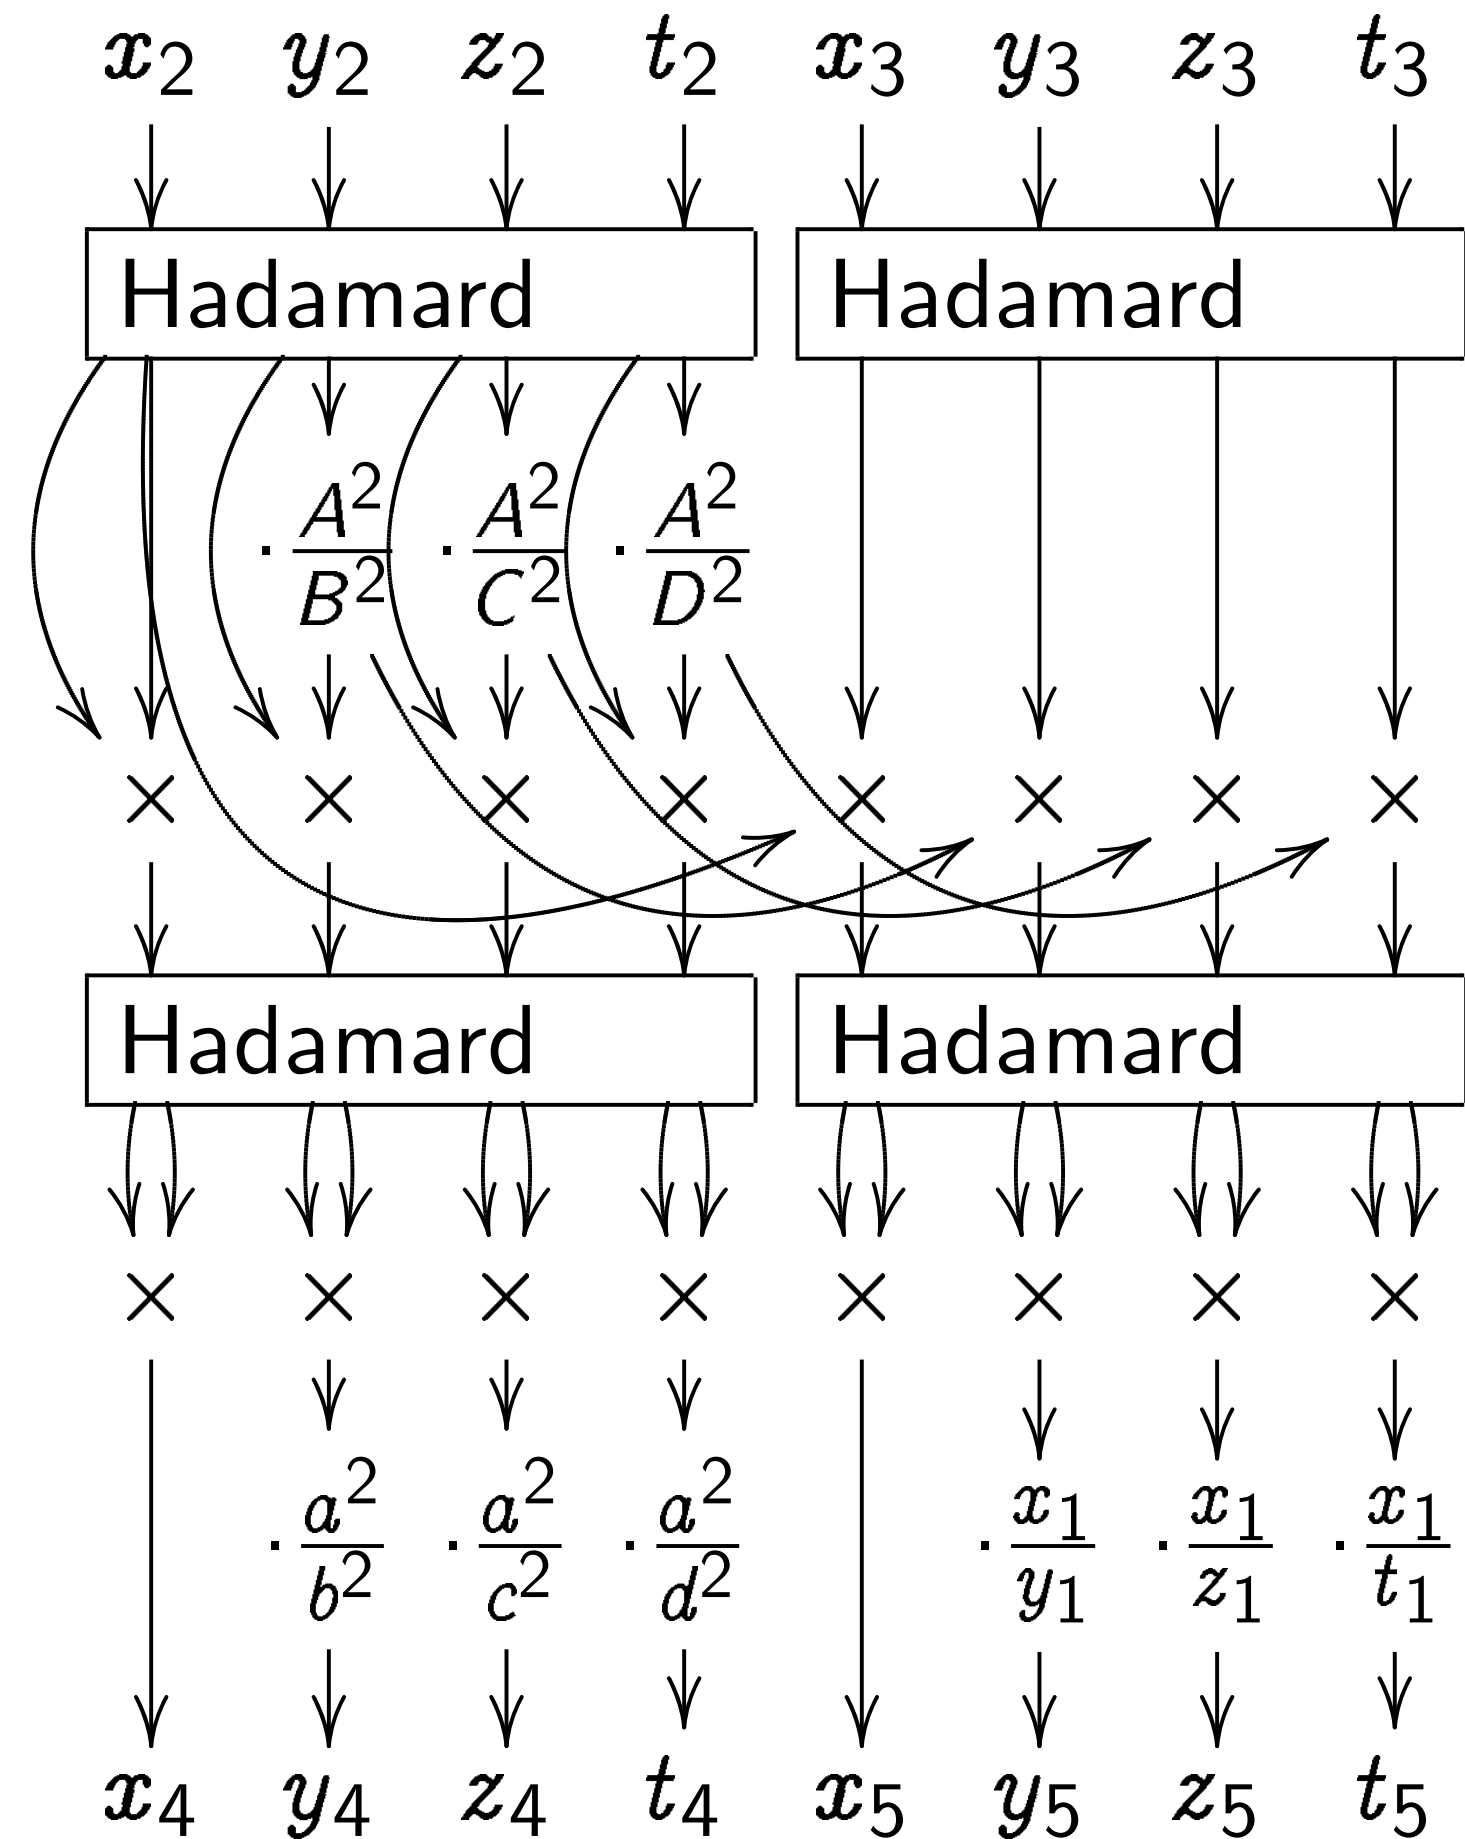 x2 y2 z2 t2 x3 y3 z3 t3
Hadamard Hadamard
· A²/B² · A²/C² · A²/D²
× × × × × × × ×
Hadamard Hadamard
× × × × × × × ×
· a²/b² · a²/c² · a²/d² · x1/y1 · x1/z1 · x1/t1
x4 y4 z4 t4 x5 y5 z5 t5